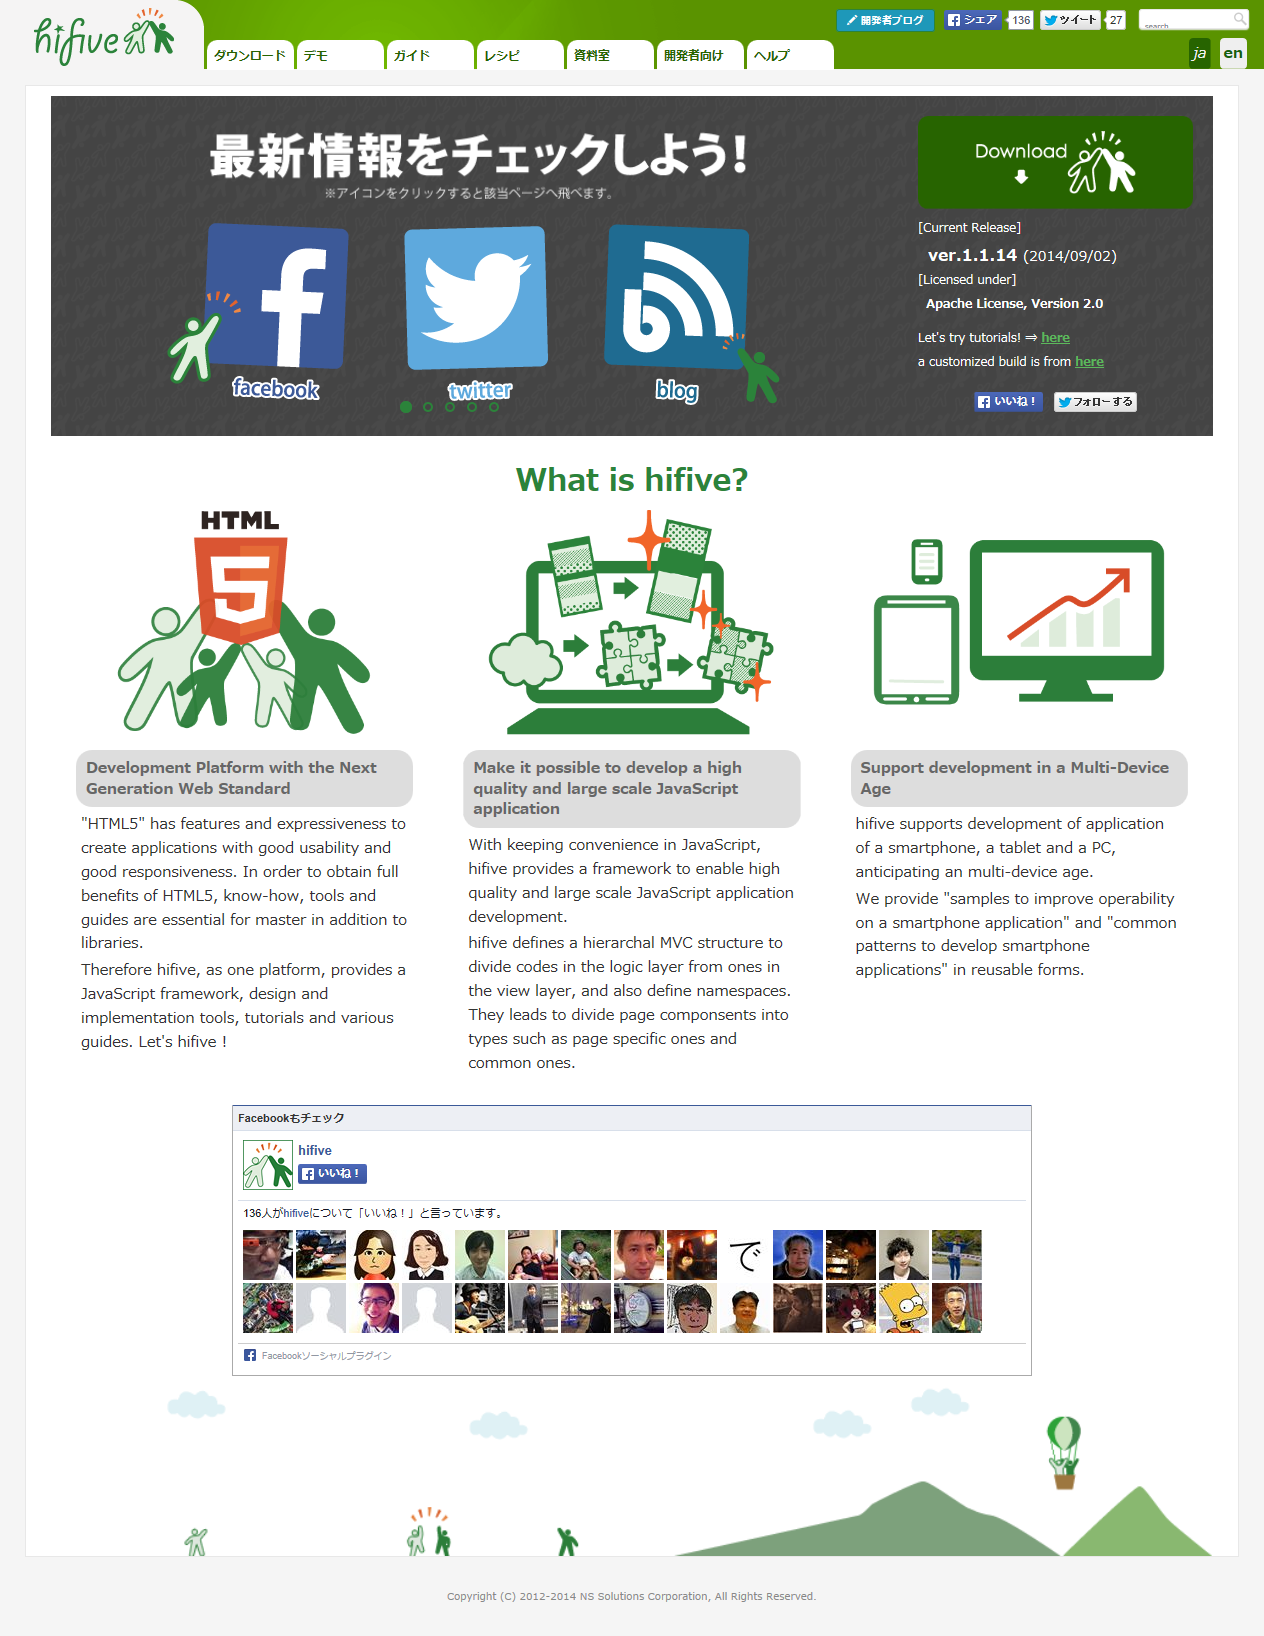 hifive
開発者ブログ
シェア 136
ツイート 27
search
ダウンロード デモ ガイド レシピ 資料室 開発者向け ヘルプ
ja en
最新情報をチェックしよう!
※アイコンをクリックすると該当ページへ飛べます。
facebook twitter blog
Download
[Current Release]
ver.1.1.14 (2014/09/02)
[Licensed under]
Apache License, Version 2.0
Let's try tutorials! ⇒ here
a customized build is from here
いいね！ フォローする
What is hifive?
HTML
5
Development Platform with the Next
Generation Web Standard
"HTML5" has features and expressiveness to
create applications with good usability and
good responsiveness. In order to obtain full
benefits of HTML5, know-how, tools and
guides are essential for master in addition to
libraries.
Therefore hifive, as one platform, provides a
JavaScript framework, design and
implementation tools, tutorials and various
guides. Let's hifive !
Make it possible to develop a high
quality and large scale JavaScript
application
With keeping convenience in JavaScript,
hifive provides a framework to enable high
quality and large scale JavaScript application
development.
hifive defines a hierarchal MVC structure to
divide codes in the logic layer from ones in
the view layer, and also define namespaces.
They leads to divide page componsents into
types such as page specific ones and
common ones.
Support development in a Multi-Device
Age
hifive supports development of application
of a smartphone, a tablet and a PC,
anticipating an multi-device age.
We provide "samples to improve operability
on a smartphone application" and "common
patterns to develop smartphone
applications" in reusable forms.
Facebookもチェック
hifive
いいね！
136人がhifiveについて「いいね！」と言っています。
で
Facebookソーシャルプラグイン
Copyright (C) 2012-2014 NS Solutions Corporation, All Rights Reserved.